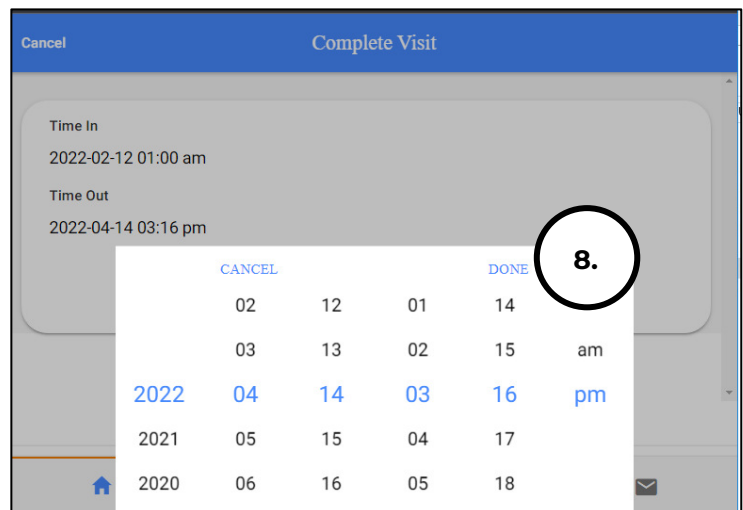 Cancel Complete Visit
Time In
2022-02-12 01:00 am
Time Out
2022-04-14 03:16 pm
8.
CANCEL DONE
02 12 01 14
03 13 02 15 am
2022 04 14 03 16 pm
2021 05 15 04 17
2020 06 16 05 18